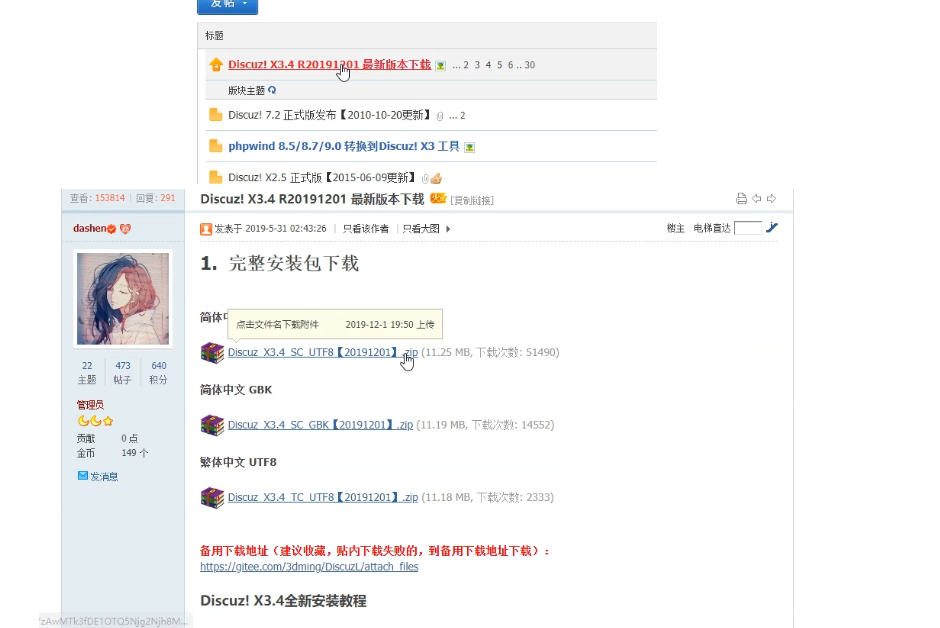 发帖
标题
Discuz! X3.4 R20191201 最新版本下载 ... 2 3 4 5 6 .. 30
版块主题
Discuz! 7.2 正式版发布【2010-10-20更新】 ... 2
phpwind 8.5/8.7/9.0 转换到Discuz! X3 工具
Discuz! X2.5 正式版【2015-06-09更新】
查看: 153814 | 回复: 291
Discuz! X3.4 R20191201 最新版本下载 [复制链接]
dashen
发表于 2019-5-31 02:43:26 | 只看该作者 | 只看大图
楼主 电梯直达
1. 完整安装包下载
简体中
点击文件名下载附件 2019-12-1 19:50 上传
Discuz_X3.4_SC_UTF8【20191201】.zip (11.25 MB, 下载次数: 51490)
22 473 640
主题 帖子 积分
简体中文 GBK
管理员
Discuz_X3.4_SC_GBK【20191201】.zip (11.19 MB, 下载次数: 14552)
贡献 0 点
金币 149 个
发消息
繁体中文 UTF8
Discuz_X3.4_TC_UTF8【20191201】.zip (11.18 MB, 下载次数: 2333)
备用下载地址（建议收藏，贴内下载失败的，到备用下载地址下载）：
https://gitee.com/3dming/DiscuzL/attach_files
Discuz! X3.4全新安装教程